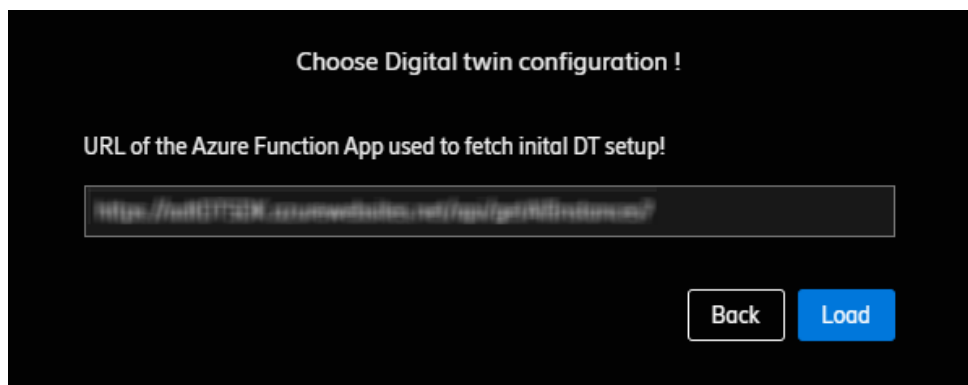 Choose Digital twin configuration !
URL of the Azure Function App used to fetch inital DT setup!
Back
Load